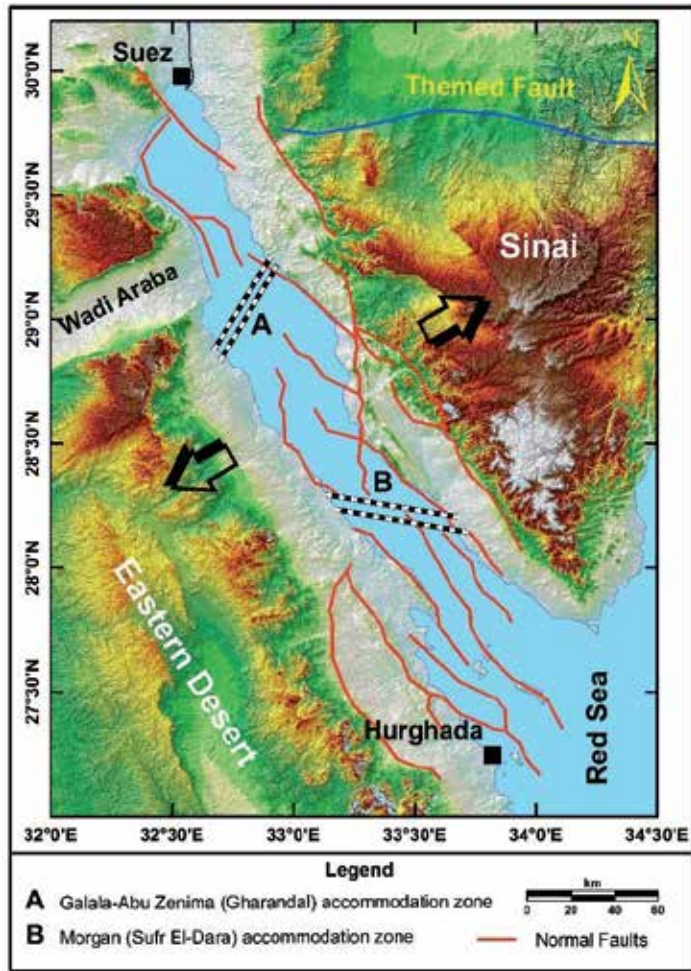 Suez
N
Themed Fault
Sinai
Wadi Araba
A
B
Eastern Desert
Hurghada
Red Sea
30°0'N
29°30'N
29°0'N
28°30'N
28°0'N
27°30'N
32°0'E
32°30'E
33°0'E
33°30'E
34°0'E
34°30'E
Legend
A Galala-Abu Zenima (Gharandal) accommodation zone
km
0 20 40 60
B Morgan (Sufr El-Dara) accommodation zone
Normal Faults